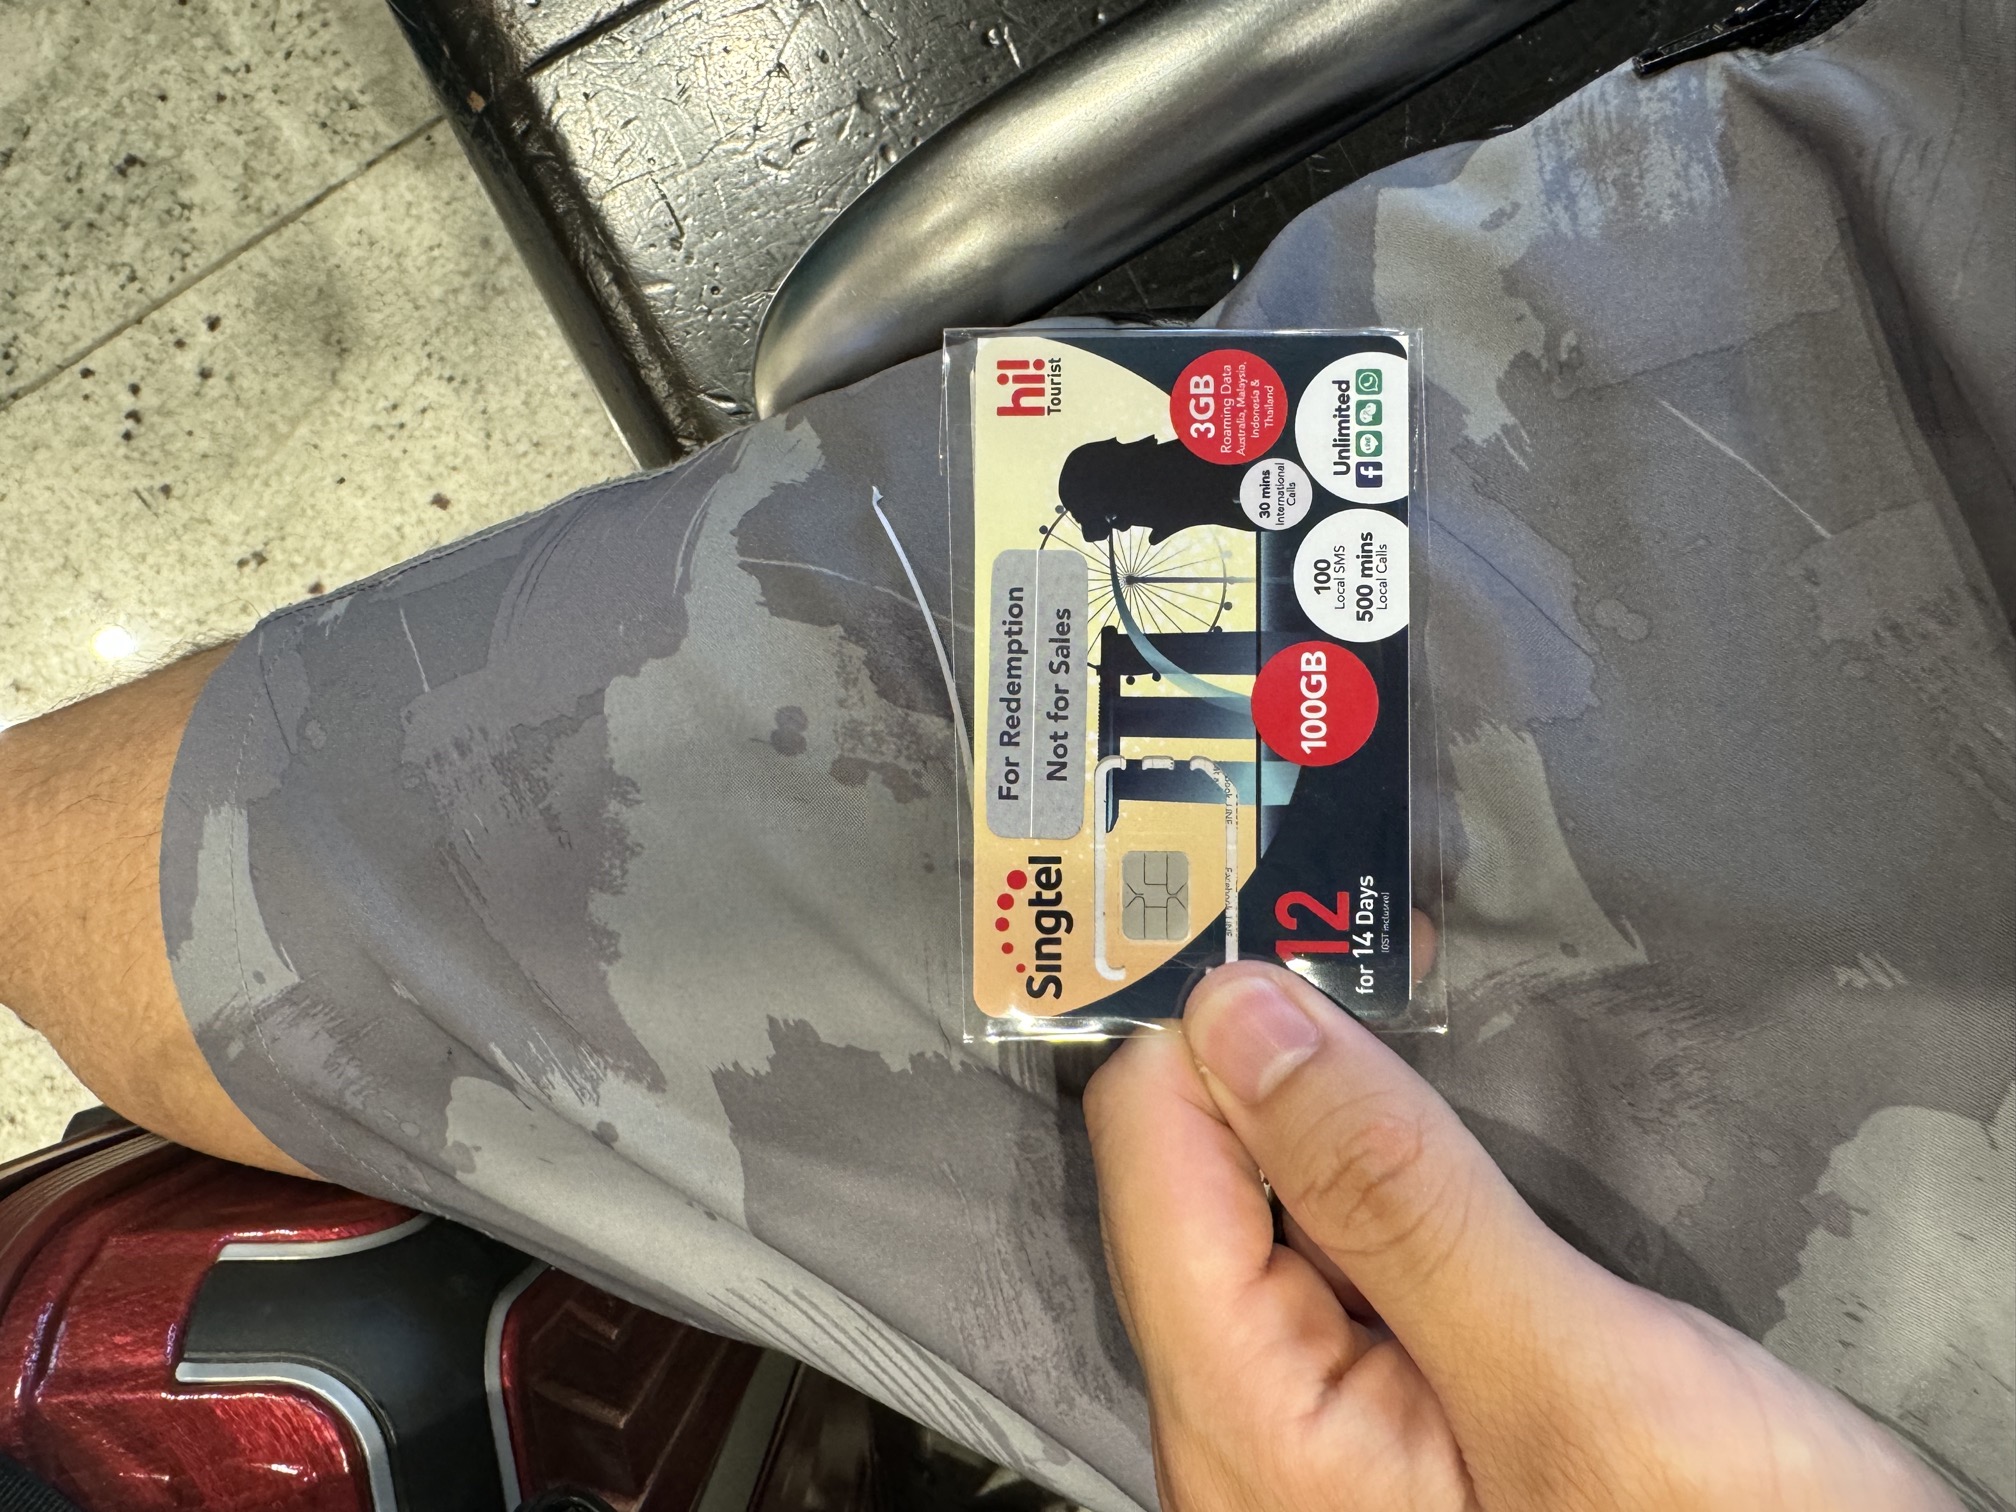 Singtel
For Redemption
Not for Sales
hi!
Tourist
3GB
Roaming Data
Australia, Malaysia,
Indonesia &
Thailand
30 mins
International
Calls
12
for 14 Days
(GST inclusive)
100GB
100
Local SMS
500 mins
Local Calls
Unlimited
LINE